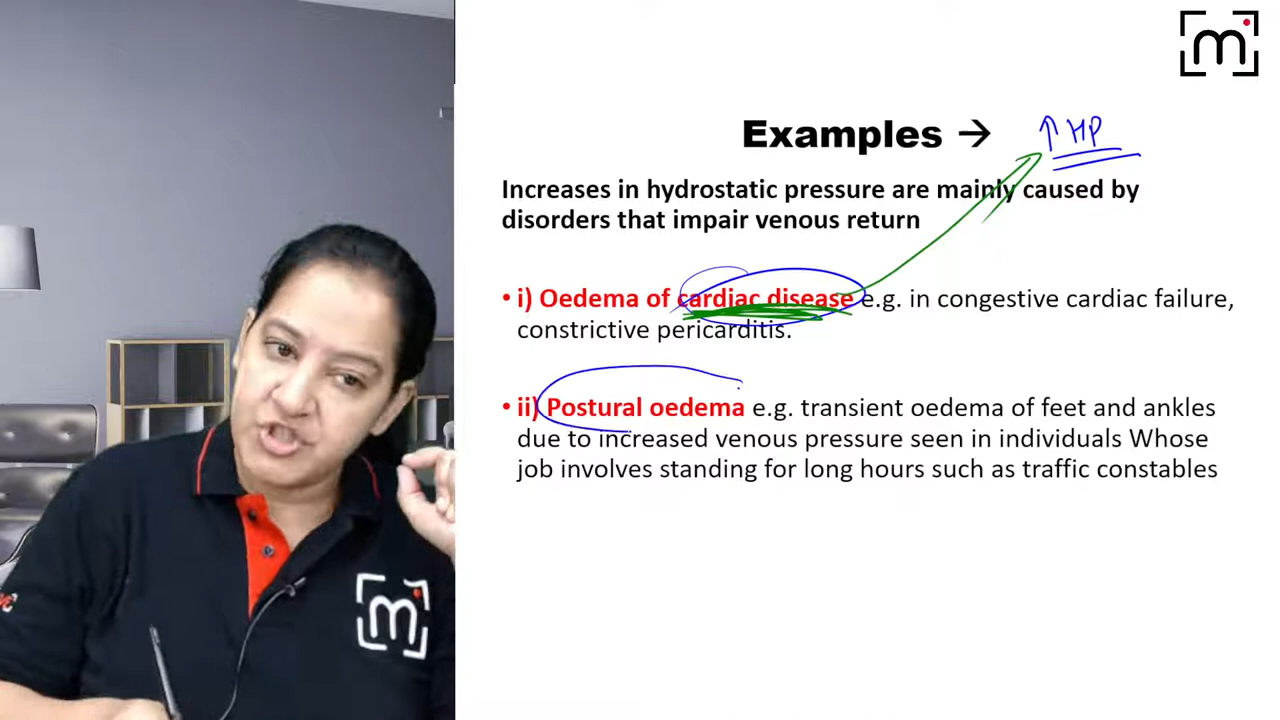 m
Examples → ↑ HP
Increases in hydrostatic pressure are mainly caused by
disorders that impair venous return
• i) Oedema of cardiac disease e.g. in congestive cardiac failure,
constrictive pericarditis.
• ii) Postural oedema e.g. transient oedema of feet and ankles
due to increased venous pressure seen in individuals Whose
job involves standing for long hours such as traffic constables
m